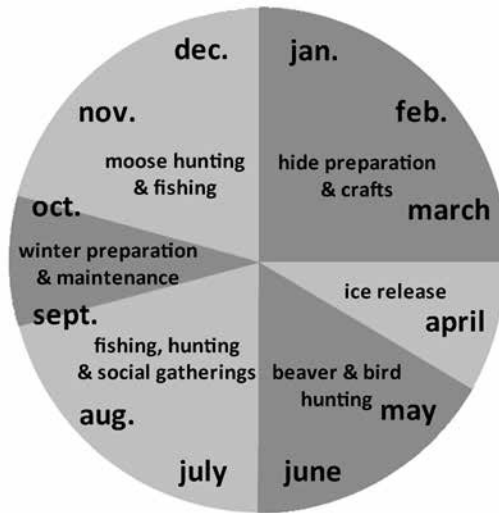 dec.
jan.
nov.
feb.
moose hunting
& fishing
hide preparation
& crafts
oct.
march
winter preparation
& maintenance
ice release
sept.
april
fishing, hunting
& social gatherings
beaver & bird
hunting
may
aug.
july
june